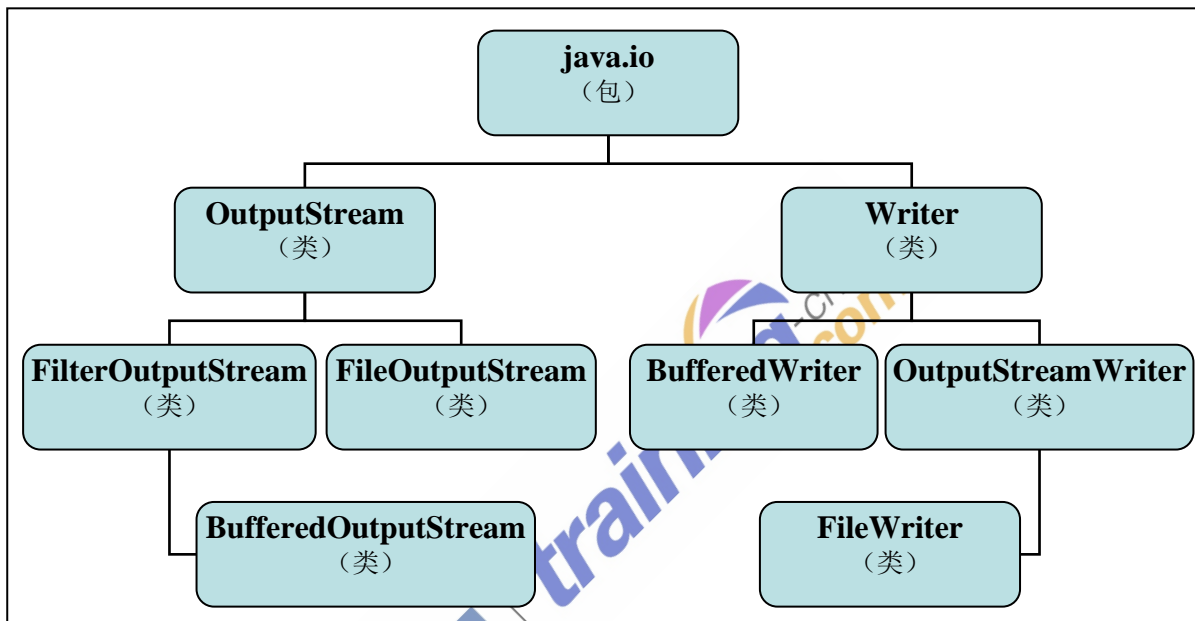 java.io
（包）
OutputStream
（类）
Writer
（类）
FilterOutputStream
（类）
FileOutputStream
（类）
BufferedWriter
（类）
OutputStreamWriter
（类）
BufferedOutputStream
（类）
FileWriter
（类）